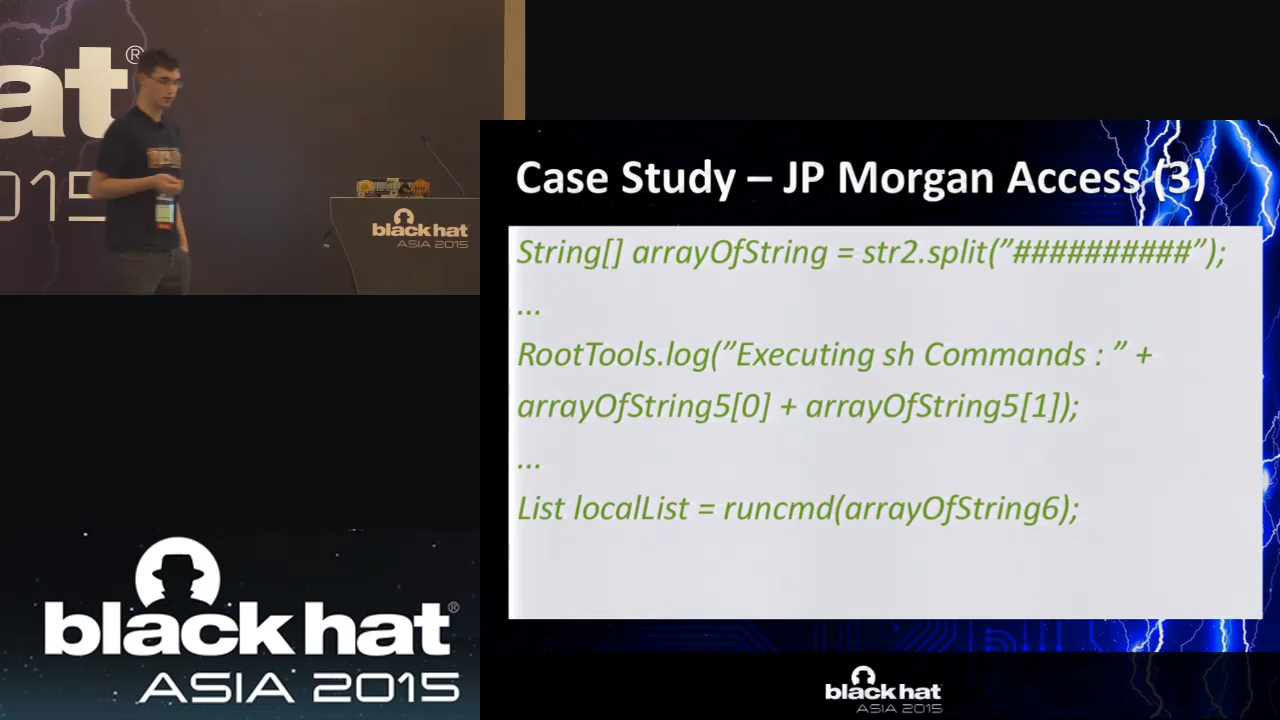 at®
2015
black hat
ASIA 2015
Case Study – JP Morgan Access (3)
String[] arrayOfString = str2.split(”##########”);
...
RootTools.log(”Executing sh Commands : ” +
arrayOfString5[0] + arrayOfString5[1]);
...
List localList = runcmd(arrayOfString6);
black hat®
ASIA 2015
black hat
ASIA 2015